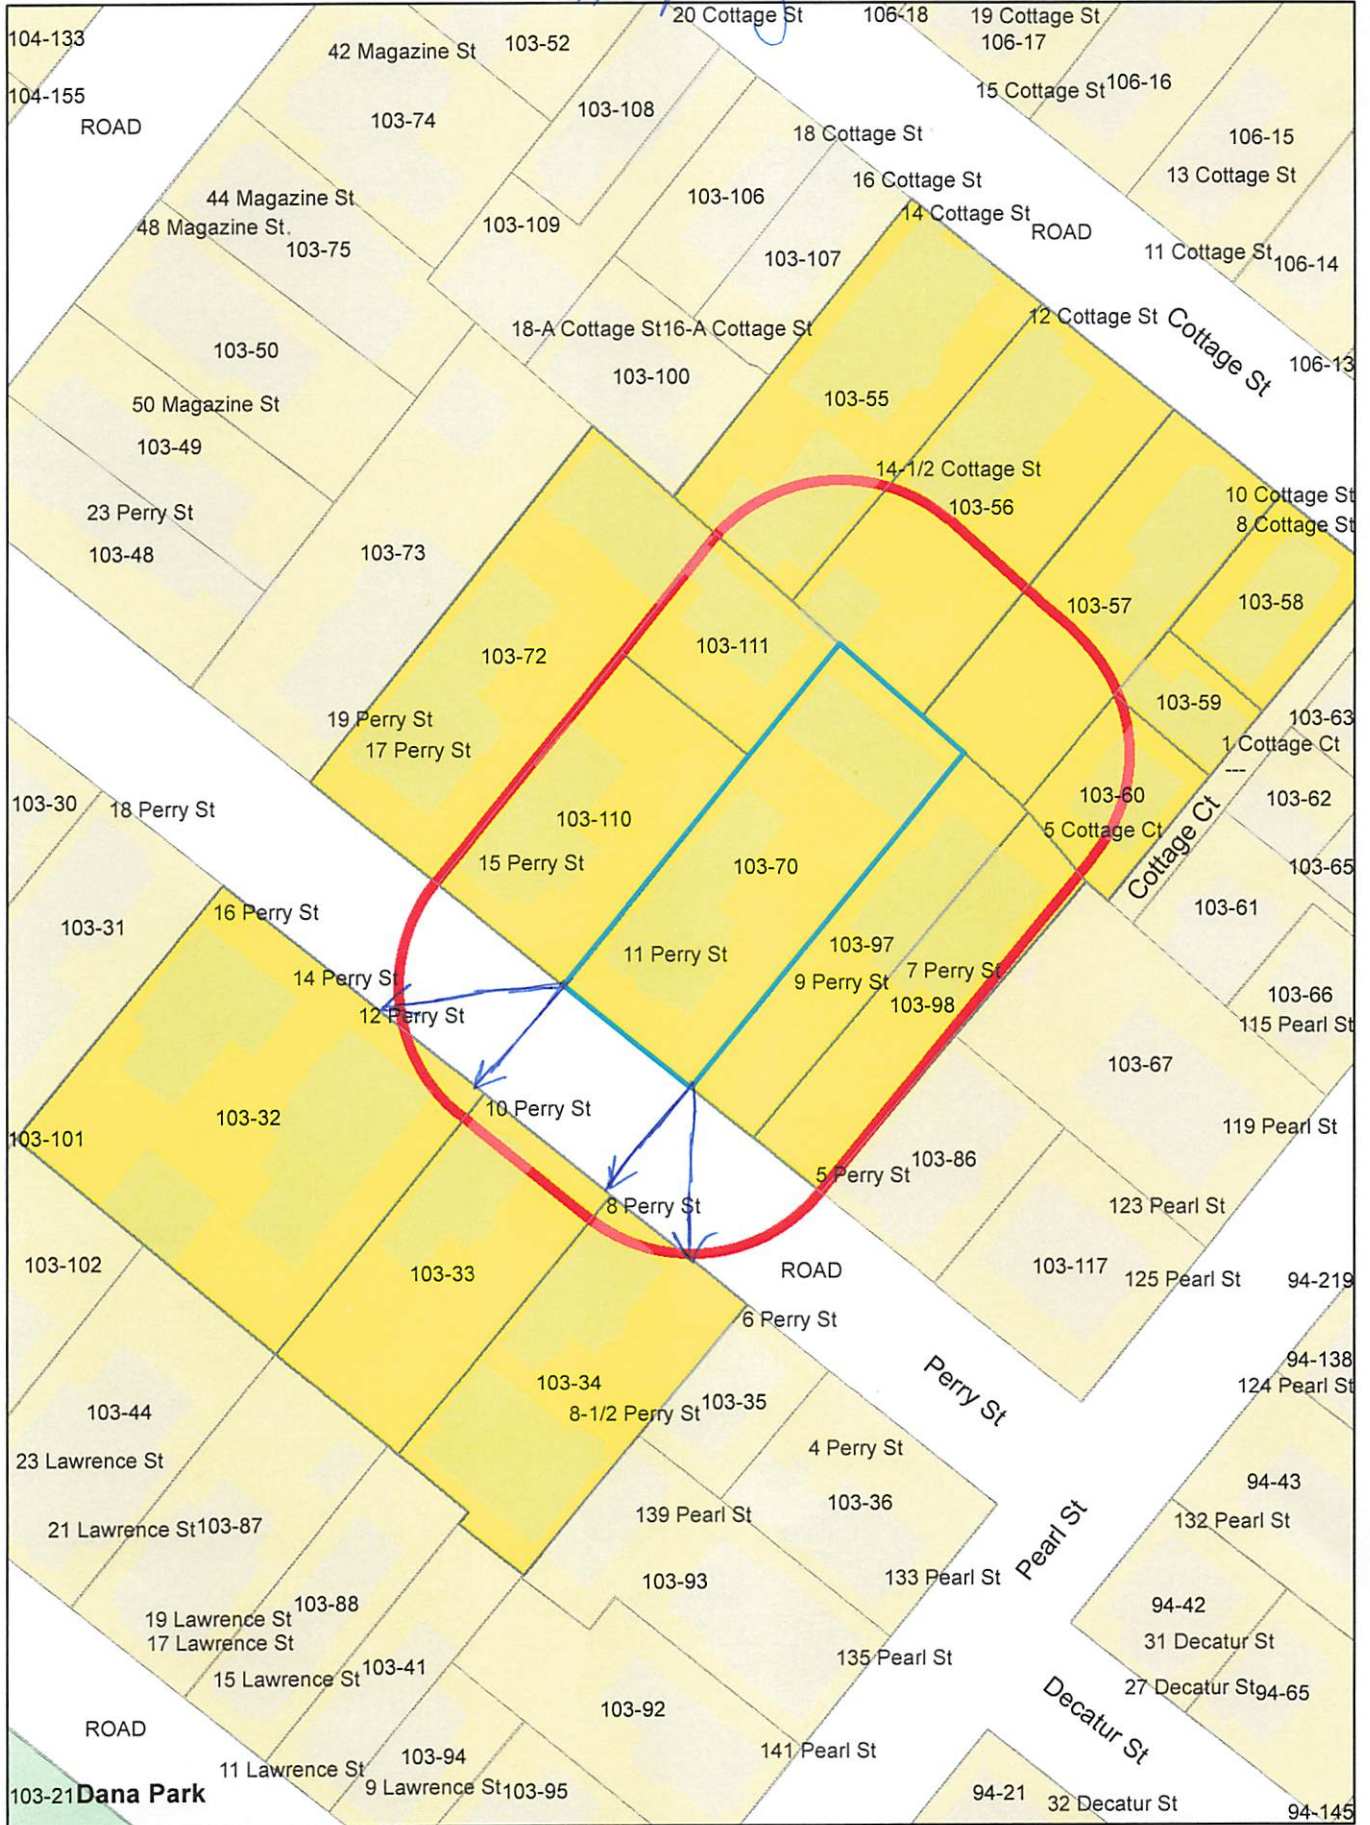 20 Cottage St
106-18
19 Cottage St
104-133
42 Magazine St
103-52
106-17
104-155
15 Cottage St
106-16
ROAD
103-74
103-108
18 Cottage St
106-15
13 Cottage St
44 Magazine St
103-106
16 Cottage St
48 Magazine St.
103-109
14 Cottage St
ROAD
103-75
103-107
11 Cottage St
106-14
18-A Cottage St
16-A Cottage St
12 Cottage St
Cottage St
103-50
103-100
106-13
50 Magazine St
103-55
103-49
14-1/2 Cottage St
23 Perry St
103-56
10 Cottage St
8 Cottage St
103-48
103-73
103-57
103-58
103-72
103-111
103-59
19 Perry St
103-63
17 Perry St
1 Cottage Ct
---
103-30
18 Perry St
103-110
103-60
103-62
5 Cottage Ct
15 Perry St
103-70
Cottage Ct
103-65
16 Perry St
103-31
103-61
11 Perry St
103-97
14 Perry St
9 Perry St
7 Perry St
103-98
103-66
12 Perry St
115 Pearl St
103-67
10 Perry St
103-32
103-101
119 Pearl St
5 Perry St
103-86
8 Perry St
123 Pearl St
103-102
103-33
ROAD
103-117
125 Pearl St
94-219
6 Perry St
94-138
103-34
Perry St
124 Pearl St
103-44
8-1/2 Perry St
103-35
23 Lawrence St
4 Perry St
94-43
103-36
21 Lawrence St
103-87
139 Pearl St
132 Pearl St
Pearl St
103-93
133 Pearl St
19 Lawrence St
103-88
94-42
17 Lawrence St
31 Decatur St
15 Lawrence St
103-41
135 Pearl St
27 Decatur St
94-65
103-92
Decatur St
ROAD
103-94
141 Pearl St
11 Lawrence St
9 Lawrence St
103-95
103-21
Dana Park
94-21
32 Decatur St
94-145